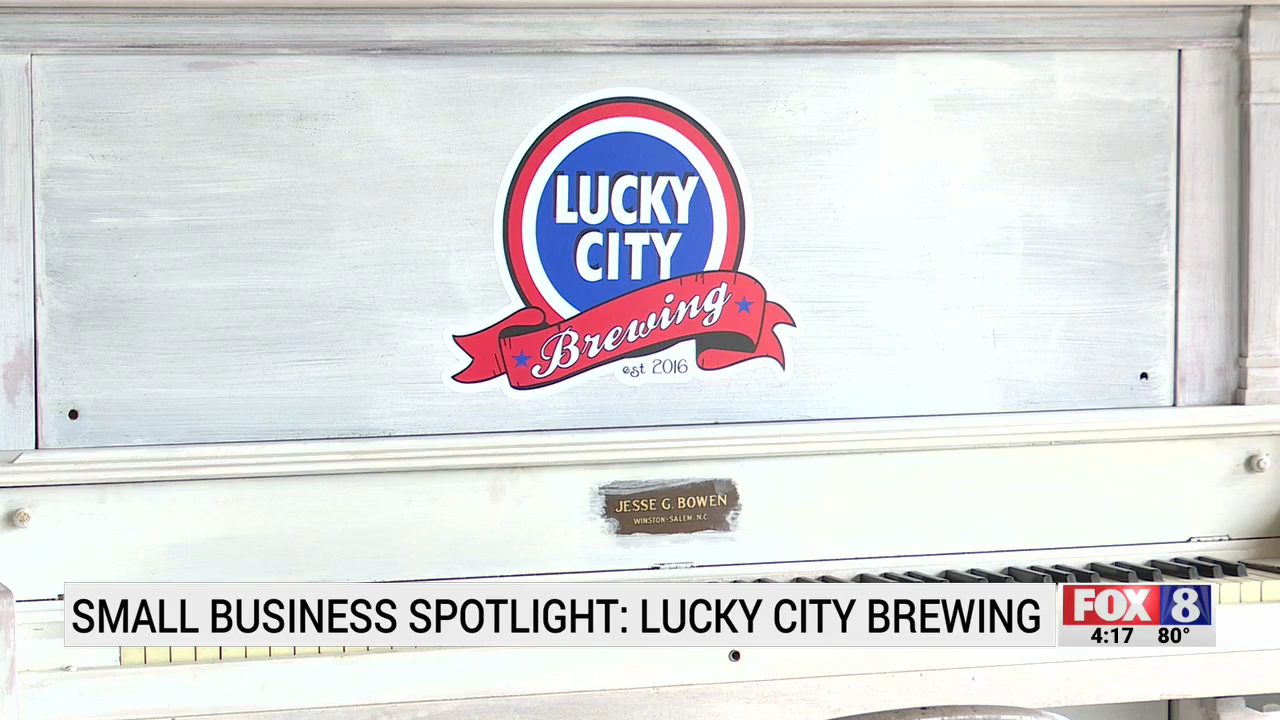 LUCKY
CITY
Brewing
est 2016
JESSE G. BOWEN
WINSTON-SALEM, N.C
SMALL BUSINESS SPOTLIGHT: LUCKY CITY BREWING
FOX 8
4:17 80°